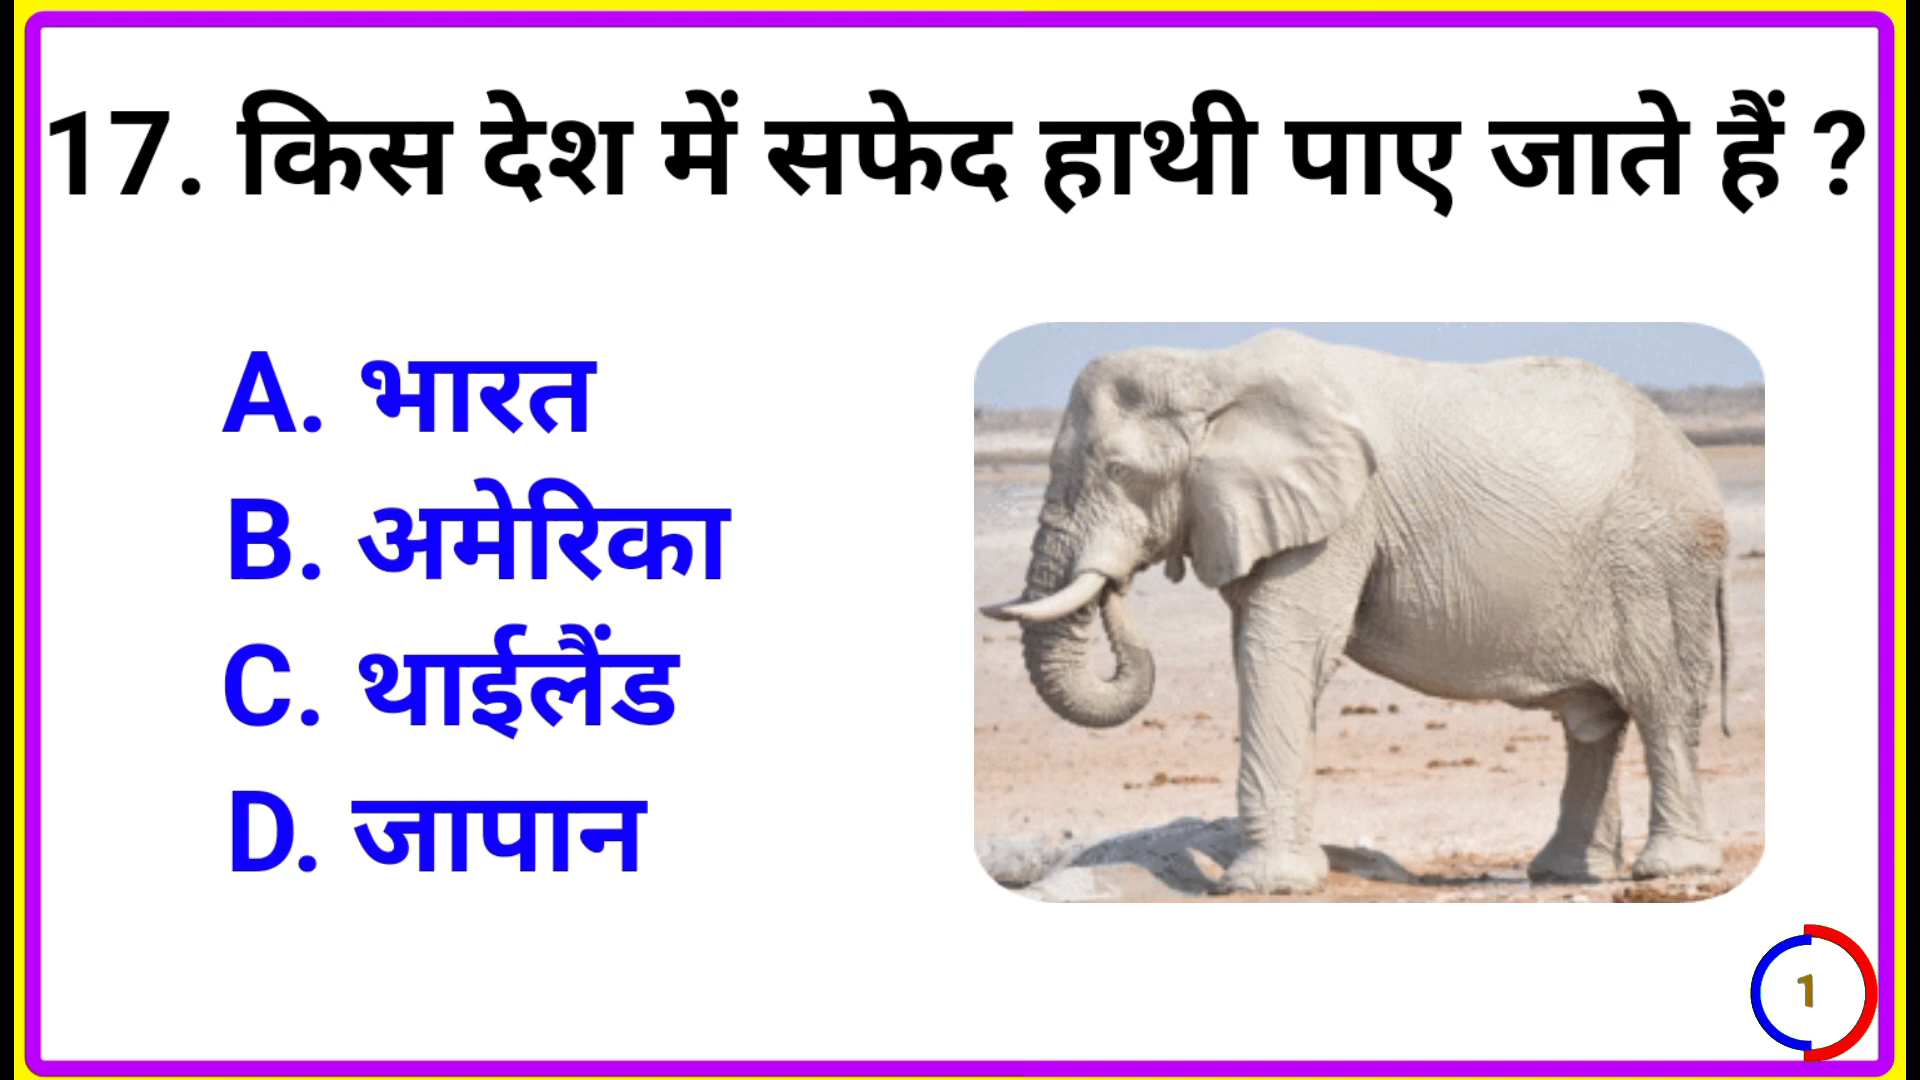 17. किस देश में सफेद हाथी पाए जाते हैं ?
A. भारत
B. अमेरिका
C. थाईलैंड
D. जापान
1